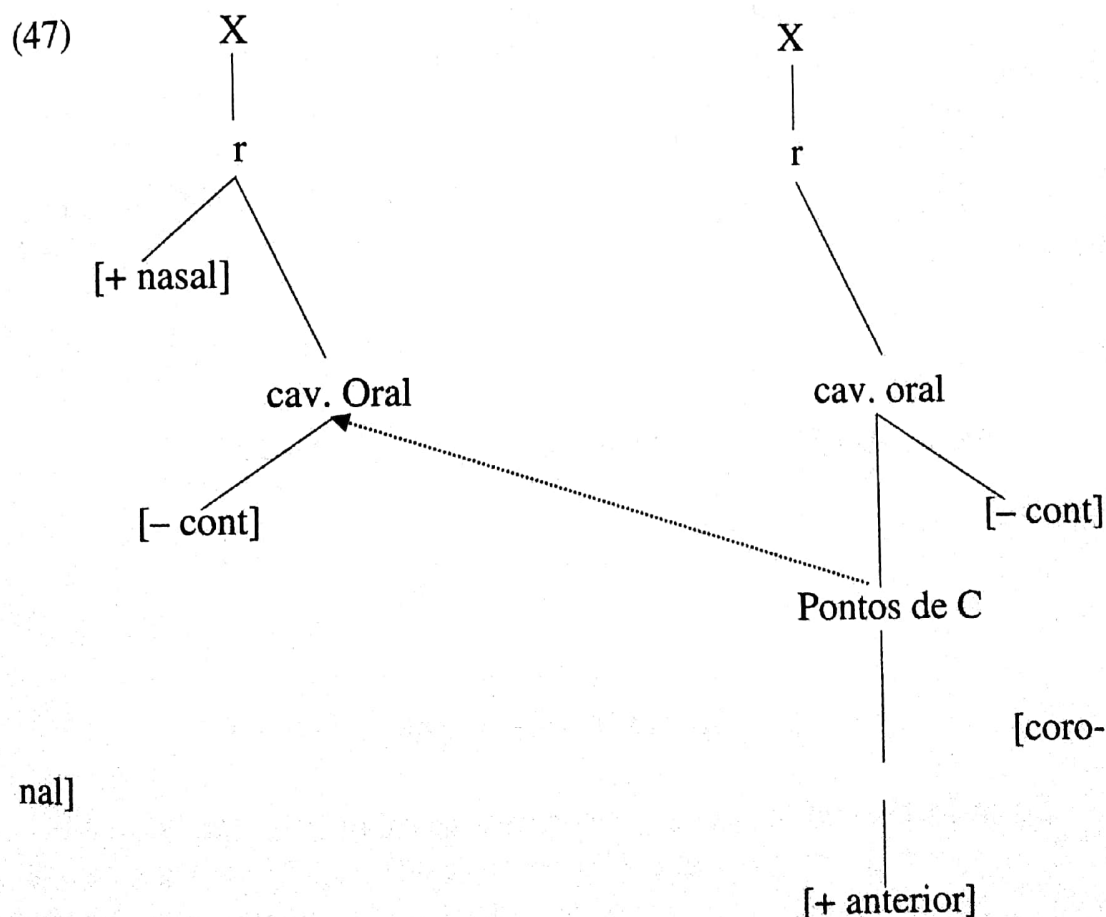 (47) X X
r r
[+ nasal]
cav. Oral cav. oral
[– cont] [– cont]
Pontos de C
[coro-
nal]
[+ anterior]